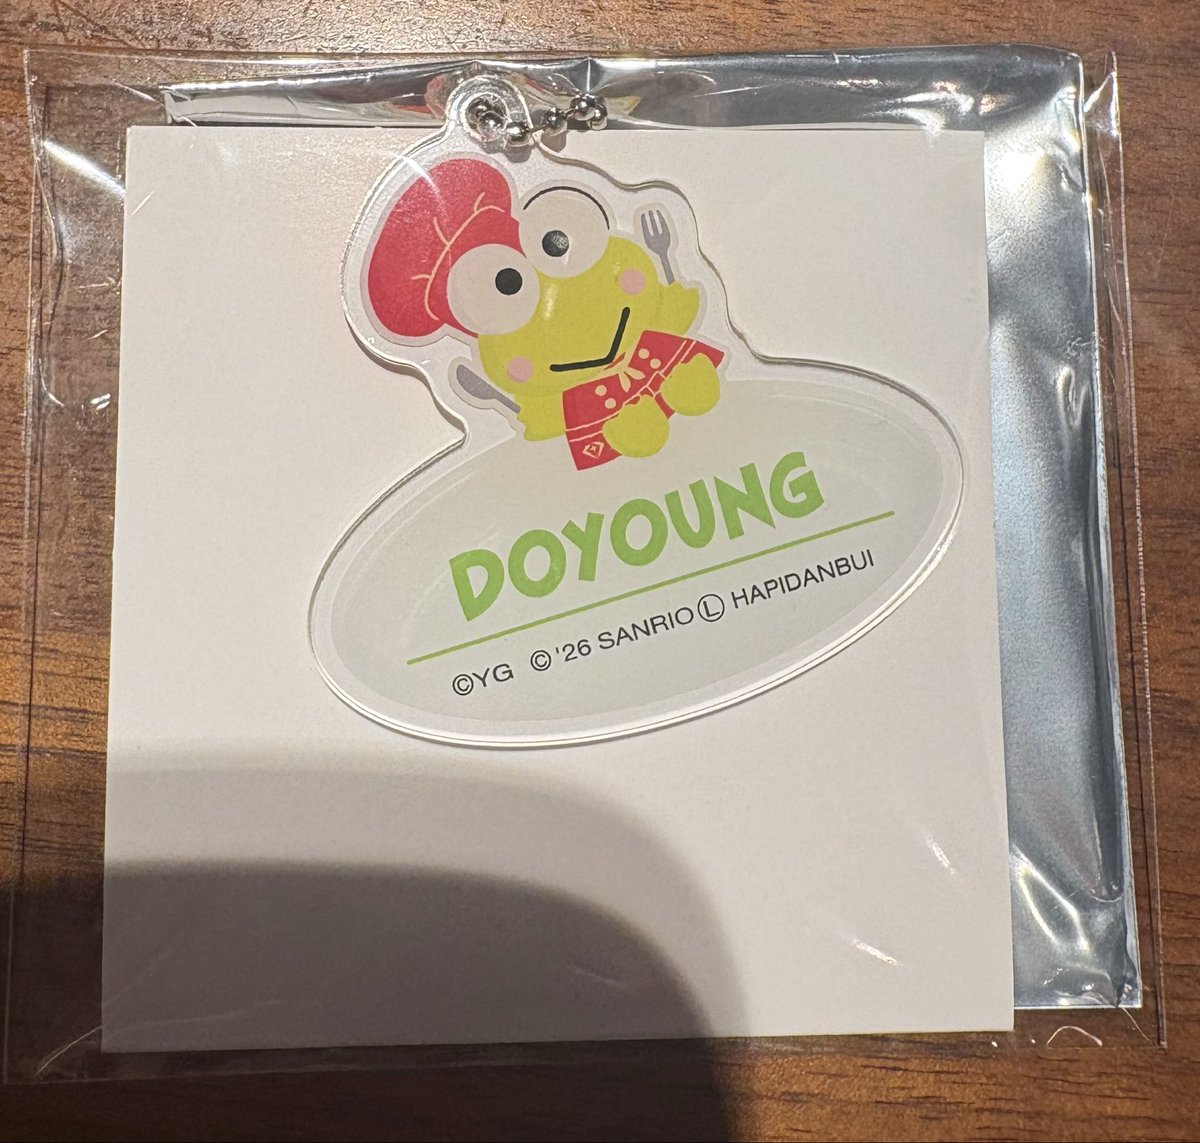 DOYOUNG
©YG © '26 SANRIO Ⓛ HAPIDANBUI